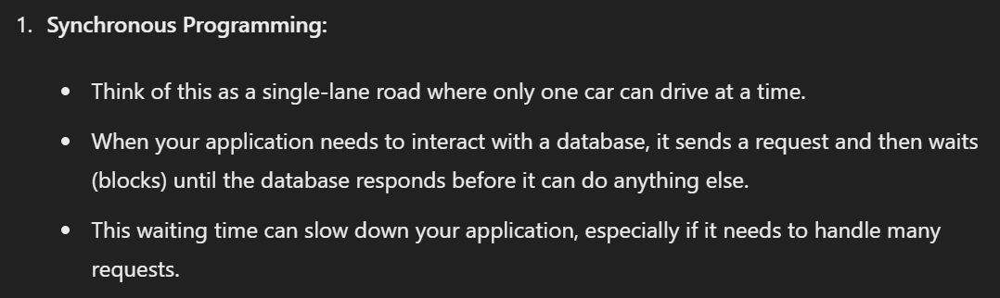 1. Synchronous Programming:
• Think of this as a single-lane road where only one car can drive at a time.
• When your application needs to interact with a database, it sends a request and then waits
(blocks) until the database responds before it can do anything else.
• This waiting time can slow down your application, especially if it needs to handle many
requests.